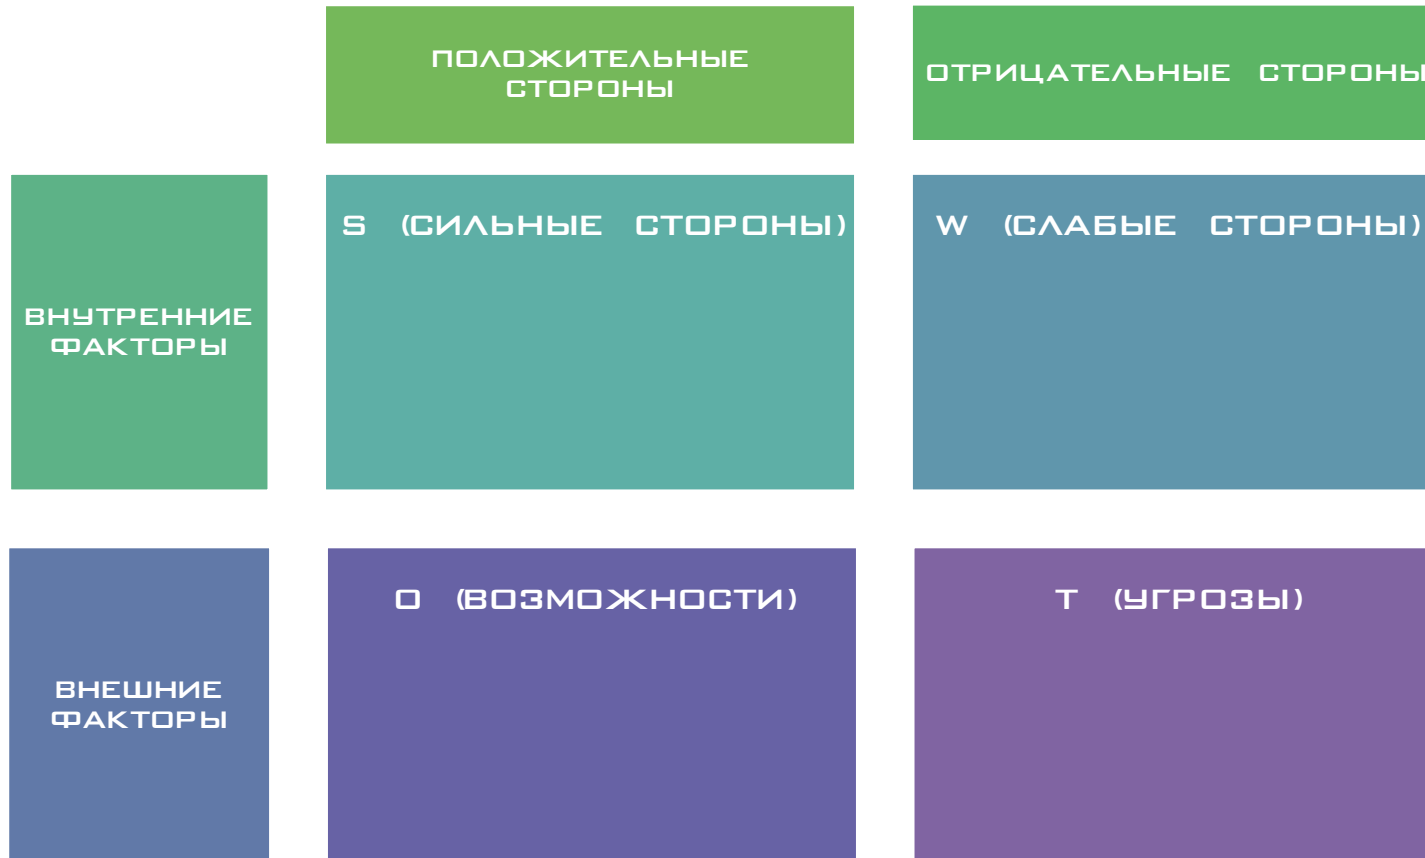 ПОЛОЖИТЕЛЬНЫЕ
СТОРОНЫ
ОТРИЦАТЕЛЬНЫЕ СТОРОНЫ
S (СИЛЬНЫЕ СТОРОНЫ)
W (СЛАБЫЕ СТОРОНЫ)
ВНУТРЕННИЕ
ФАКТОРЫ
O (ВОЗМОЖНОСТИ)
T (УГРОЗЫ)
ВНЕШНИЕ
ФАКТОРЫ